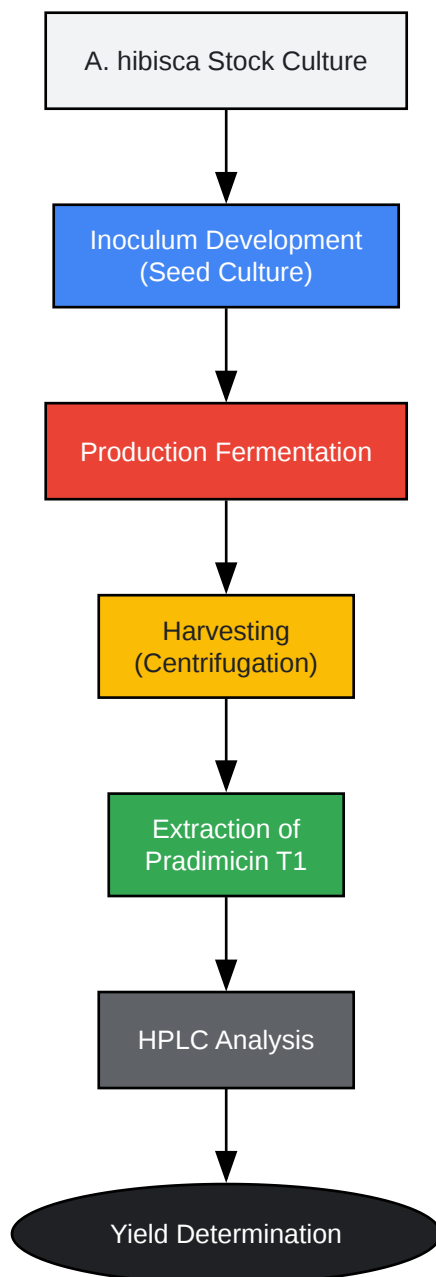 A. hibisca Stock Culture
Inoculum Development
(Seed Culture)
Production Fermentation
Harvesting
(Centrifugation)
Extraction of
Pradimicin T1
HPLC Analysis
Yield Determination